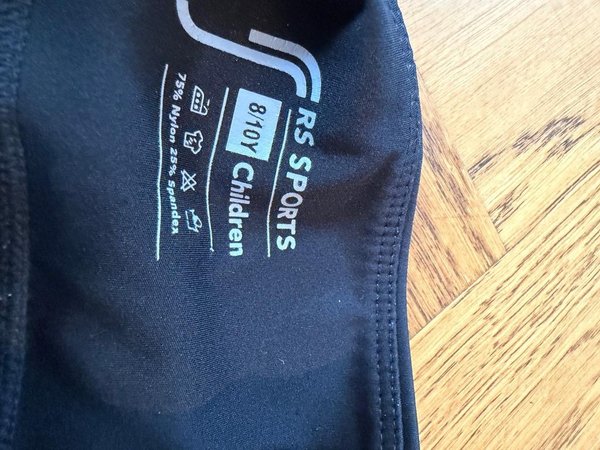 RS SPORTS
8/10Y Children
75% Nylon 25% Spandex